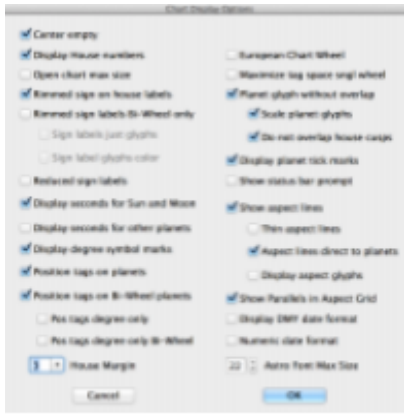 Chart Display Options
Center empty
Display House numbers
Open chart max size
Rimmed sign on house labels
Rimmed sign labels Bi-Wheel only
Sign labels just glyphs
Sign label glyphs color
Reduced sign labels
Display seconds for Sun and Moon
Display seconds for other planets
Display degree symbol marks
Position tags on planets
Position tags on Bi-Wheel planets
Pos tags degree only
Pos tags degree only Bi-Wheel
House Margin
Cancel
European Chart Wheel
Maximize tag space sngl wheel
Planet glyph without overlap
Scale planet glyphs
Do not overlap house cusps
Display planet tick marks
Show status bar prompt
Show aspect lines
Thin aspect lines
Aspect lines direct to planets
Display aspect glyphs
Show Parallels in Aspect Grid
Display DMY date format
Numeric date format
22 Astro Font Max Size
OK